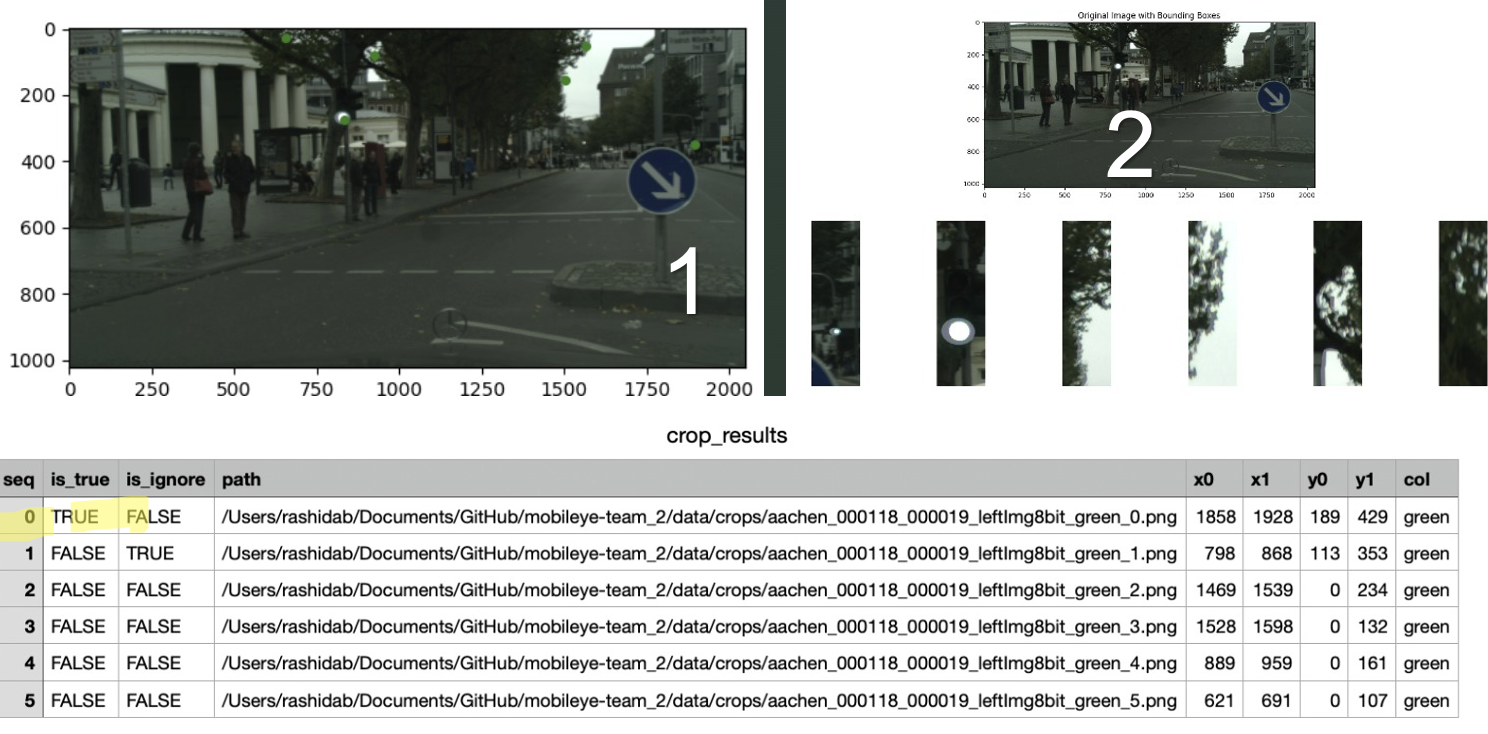 Original Image with Bounding Boxes
0
200
400
600
800
1000
0 250 500 750 1000 1250 1500 1750 2000
1
0
200
400
600
800
1000
0 250 500 750 1000 1250 1500 1750 2000
2
crop_results
seq is_true is_ignore path x0 x1 y0 y1 col
0 TRUE FALSE /Users/rashidab/Documents/GitHub/mobileye-team_2/data/crops/aachen_000118_000019_leftImg8bit_green_0.png 1858 1928 189 429 green
1 FALSE TRUE /Users/rashidab/Documents/GitHub/mobileye-team_2/data/crops/aachen_000118_000019_leftImg8bit_green_1.png 798 868 113 353 green
2 FALSE FALSE /Users/rashidab/Documents/GitHub/mobileye-team_2/data/crops/aachen_000118_000019_leftImg8bit_green_2.png 1469 1539 0 234 green
3 FALSE FALSE /Users/rashidab/Documents/GitHub/mobileye-team_2/data/crops/aachen_000118_000019_leftImg8bit_green_3.png 1528 1598 0 132 green
4 FALSE FALSE /Users/rashidab/Documents/GitHub/mobileye-team_2/data/crops/aachen_000118_000019_leftImg8bit_green_4.png 889 959 0 161 green
5 FALSE FALSE /Users/rashidab/Documents/GitHub/mobileye-team_2/data/crops/aachen_000118_000019_leftImg8bit_green_5.png 621 691 0 107 green